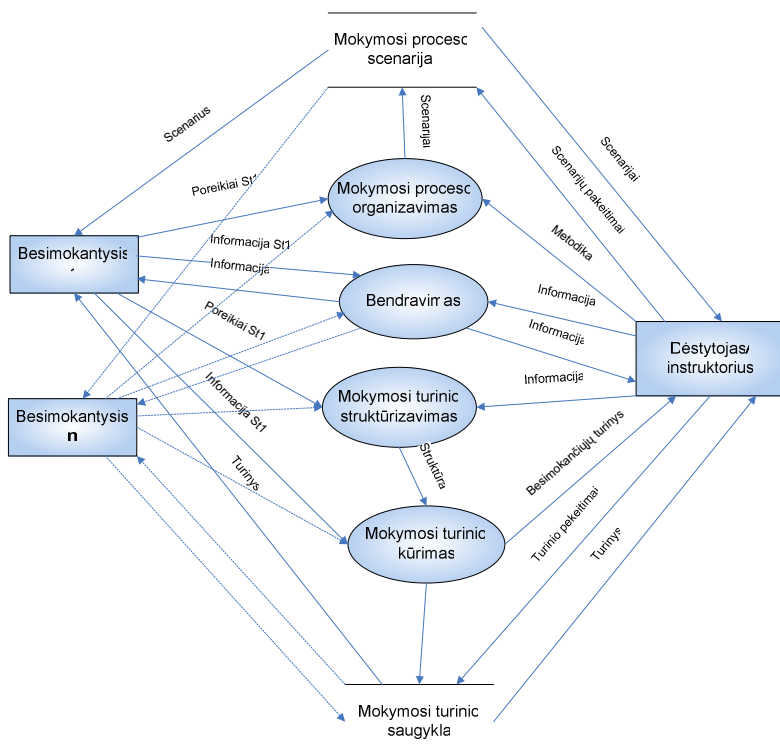 Mokymosi proceso
scenarija
Scenarijai
Scenarius
Scenarijai
Scenarijų pakeitimai
Poreikiai St1
Mokymosi proceso
organizavimas
Metodika
Besimokantysis
Informacija St1
Informacija
Bendravimas
Informacija
Informacija
Poreikiai St1
Dėstytojas/
instruktorius
Informacija
Besimokantysis
n
Mokymosi turinio
struktūrizavimas
Informacija St1
Struktūra
Besimokančiųjų turinys
Turinys
Mokymosi turinio
kūrimas
Turinio pekeitimai
Turinys
Mokymosi turinio
saugykla